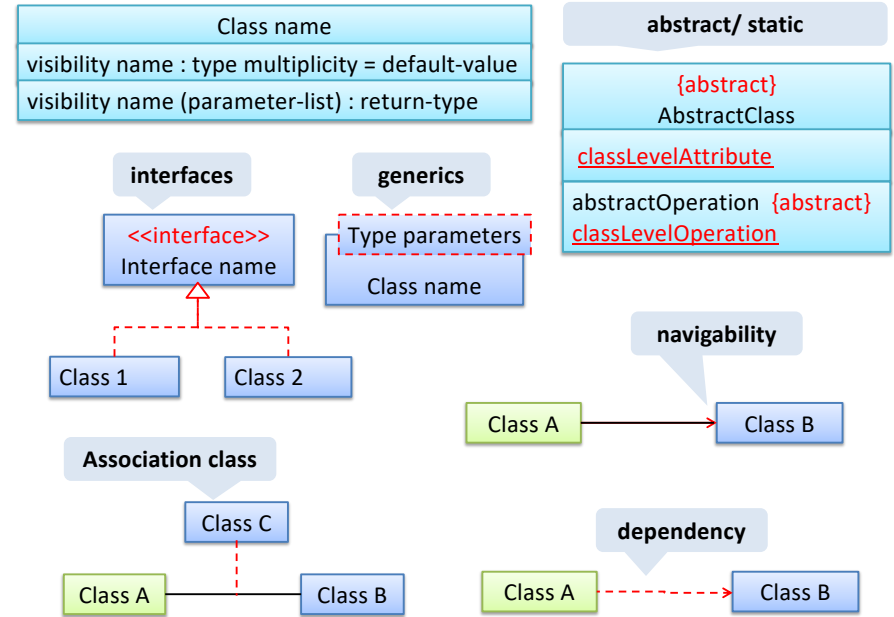 Class name
visibility name : type multiplicity = default-value
visibility name (parameter-list) : return-type
abstract/ static
{abstract}
AbstractClass
classLevelAttribute
abstractOperation {abstract}
classLevelOperation
interfaces
<<interface>>
Interface name
Class 1
Class 2
generics
Type parameters
Class name
navigability
Class A
Class B
Association class
Class C
Class A
Class B
dependency
Class A
Class B